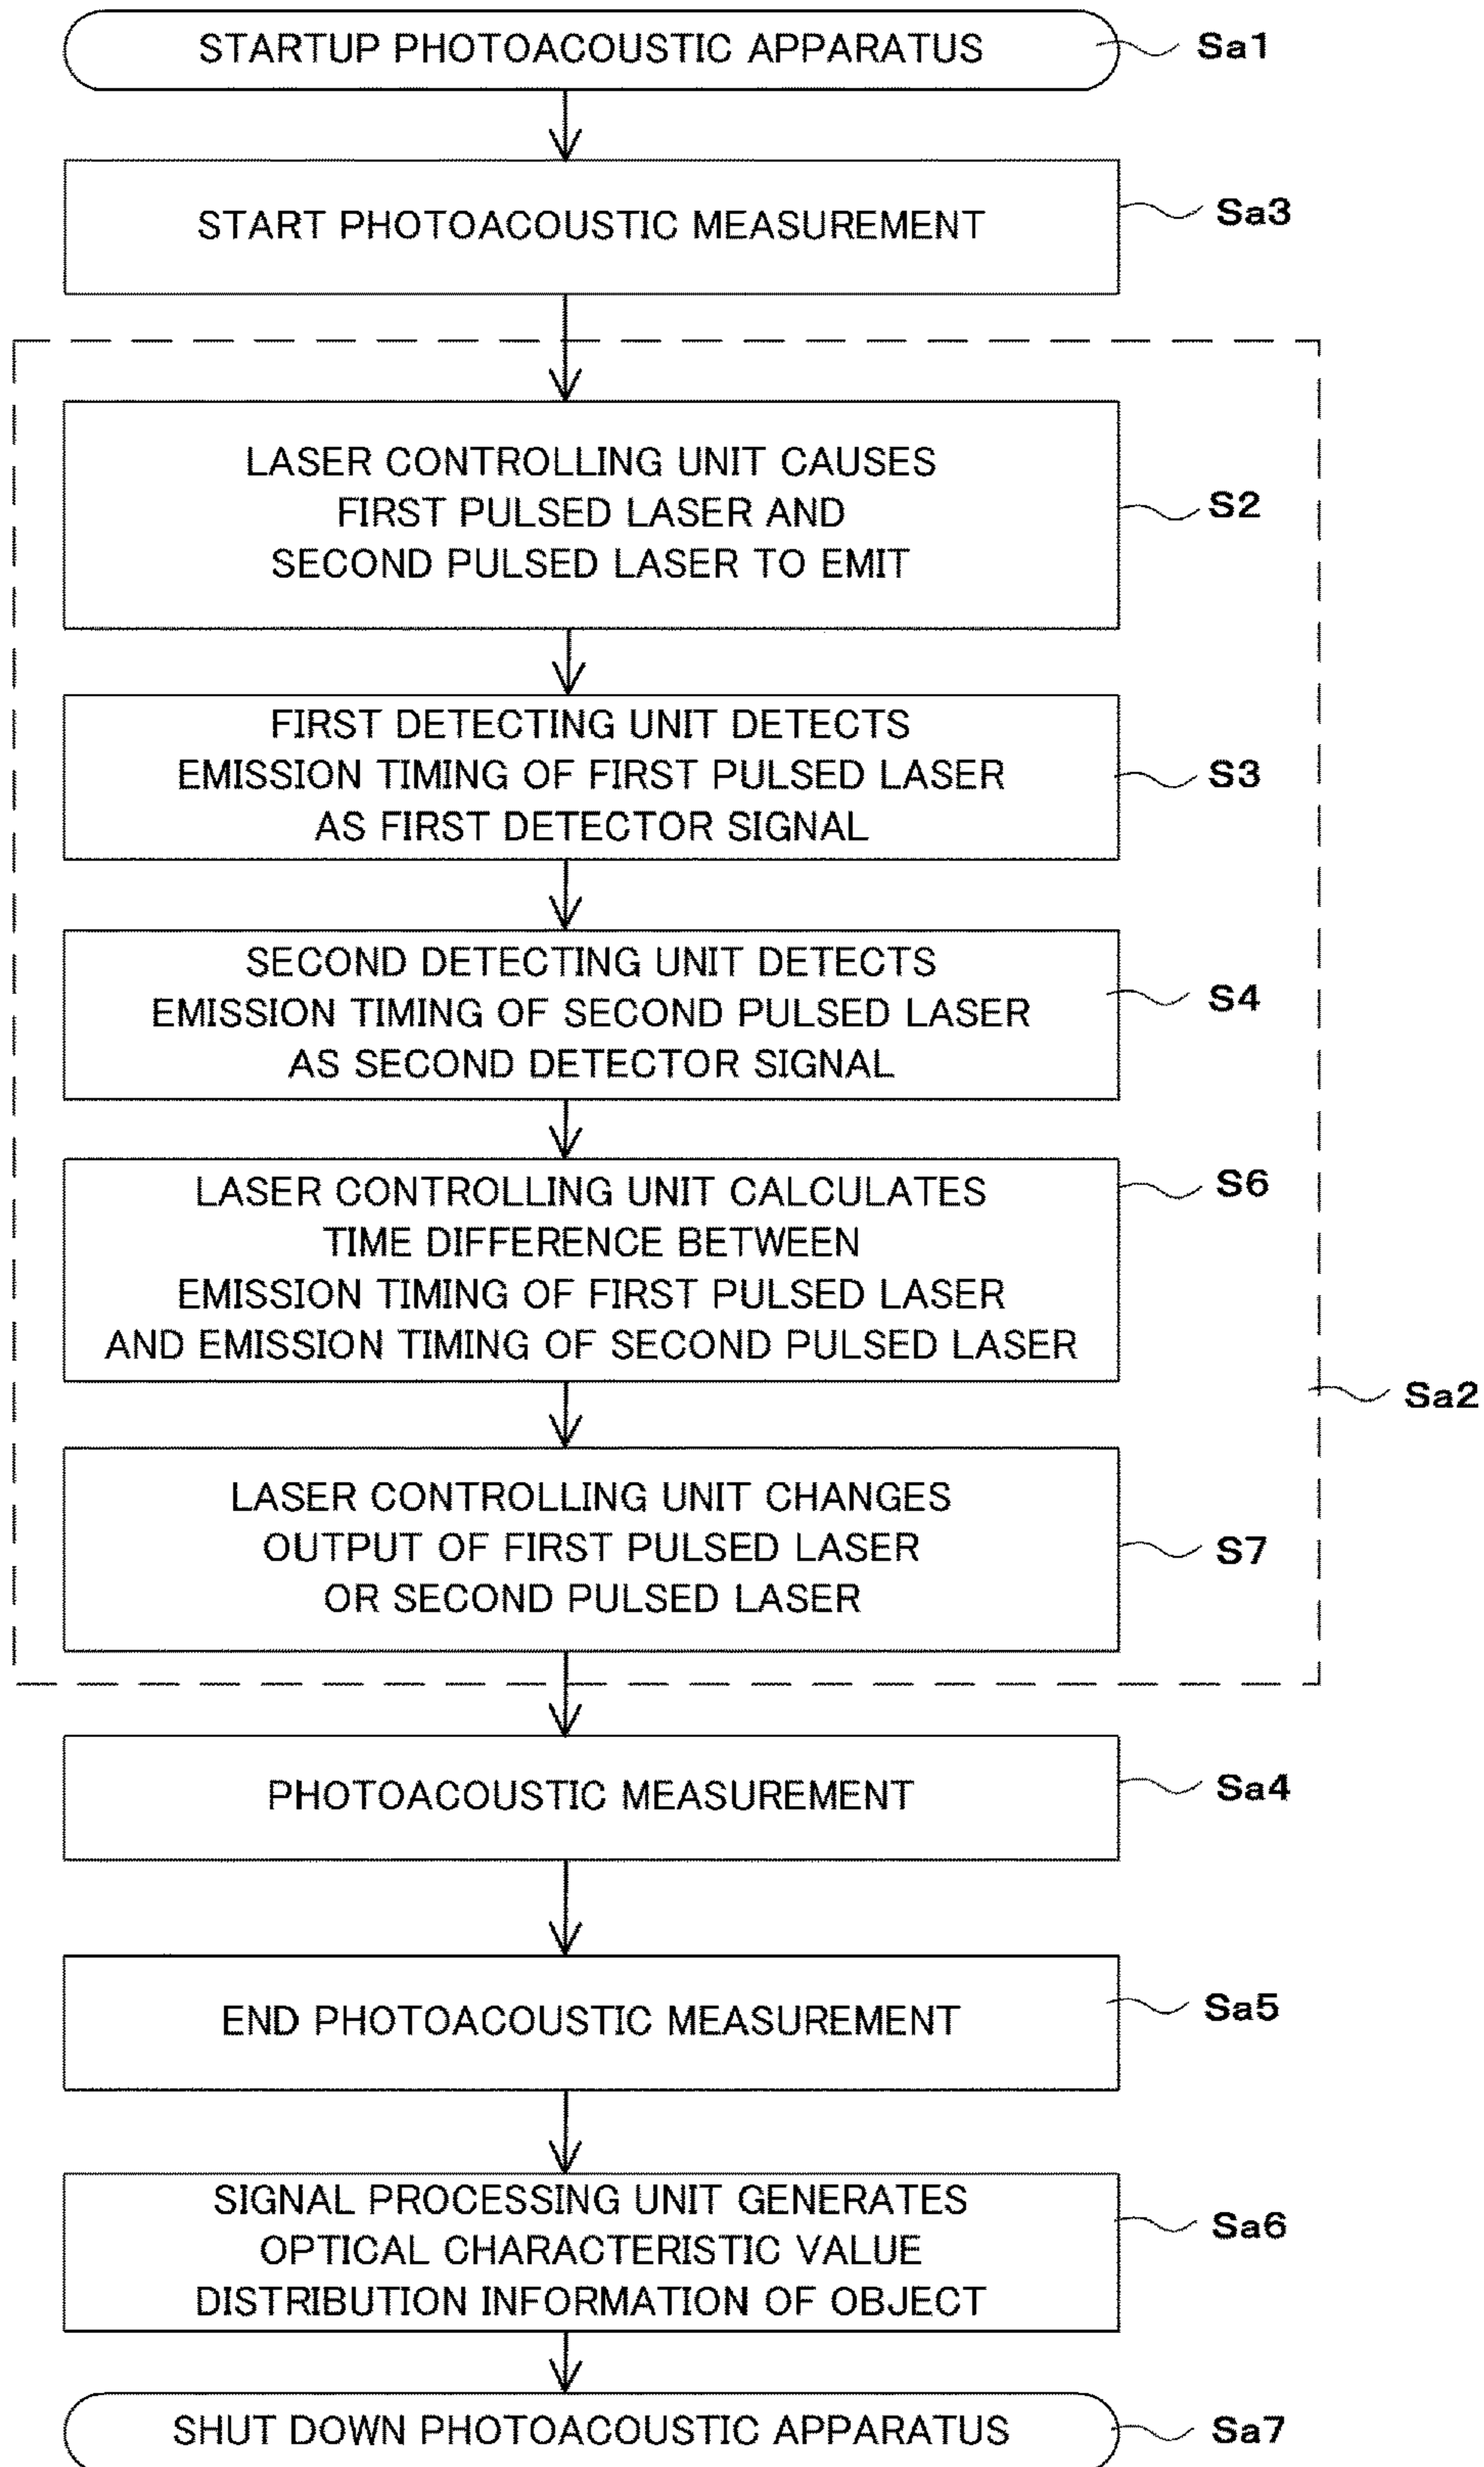 STARTUP PHOTOACOUSTIC APPARATUS
Sa1
START PHOTOACOUSTIC MEASUREMENT
Sa3
LASER CONTROLLING UNIT CAUSES
FIRST PULSED LASER AND
SECOND PULSED LASER TO EMIT
S2
FIRST DETECTING UNIT DETECTS
EMISSION TIMING OF FIRST PULSED LASER
AS FIRST DETECTOR SIGNAL
S3
SECOND DETECTING UNIT DETECTS
EMISSION TIMING OF SECOND PULSED LASER
AS SECOND DETECTOR SIGNAL
S4
LASER CONTROLLING UNIT CALCULATES
TIME DIFFERENCE BETWEEN
EMISSION TIMING OF FIRST PULSED LASER
AND EMISSION TIMING OF SECOND PULSED LASER
S6
Sa2
LASER CONTROLLING UNIT CHANGES
OUTPUT OF FIRST PULSED LASER
OR SECOND PULSED LASER
S7
PHOTOACOUSTIC MEASUREMENT
Sa4
END PHOTOACOUSTIC MEASUREMENT
Sa5
SIGNAL PROCESSING UNIT GENERATES
OPTICAL CHARACTERISTIC VALUE
DISTRIBUTION INFORMATION OF OBJECT
Sa6
SHUT DOWN PHOTOACOUSTIC APPARATUS
Sa7